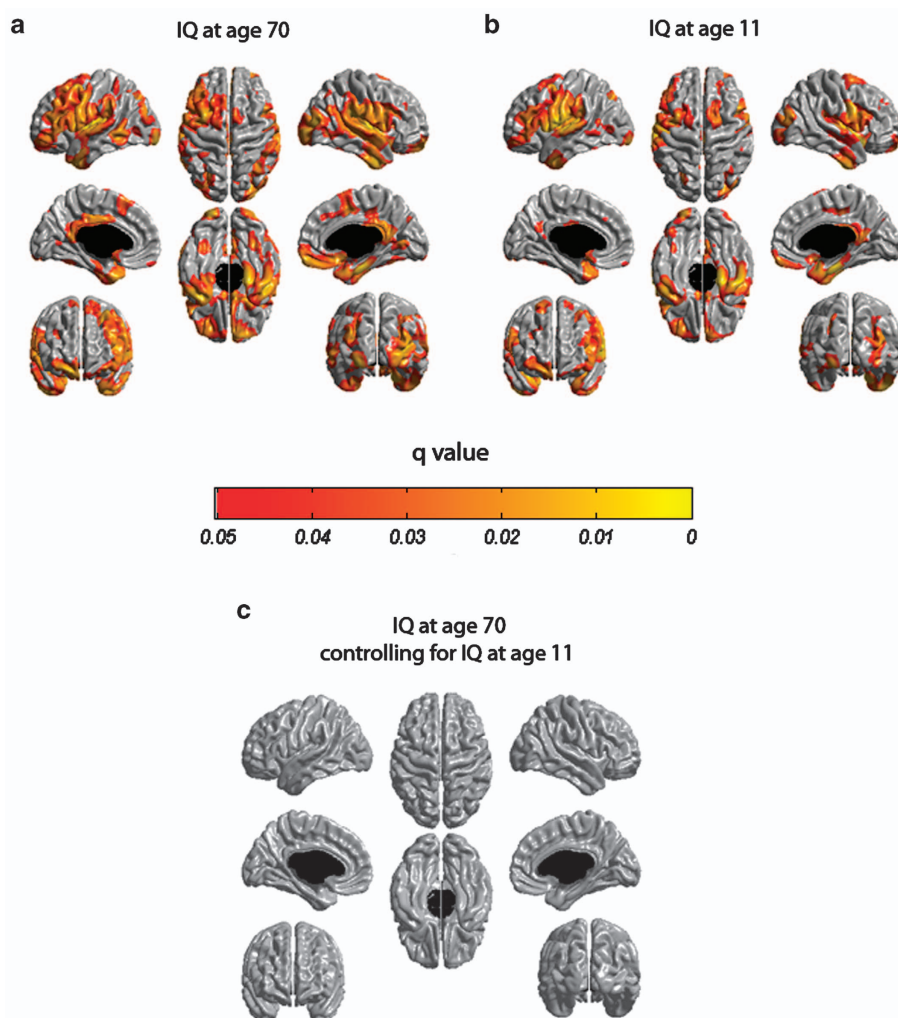 a
IQ at age 70
b
IQ at age 11
q value
0.05 0.04 0.03 0.02 0.01 0
c
IQ at age 70
controlling for IQ at age 11